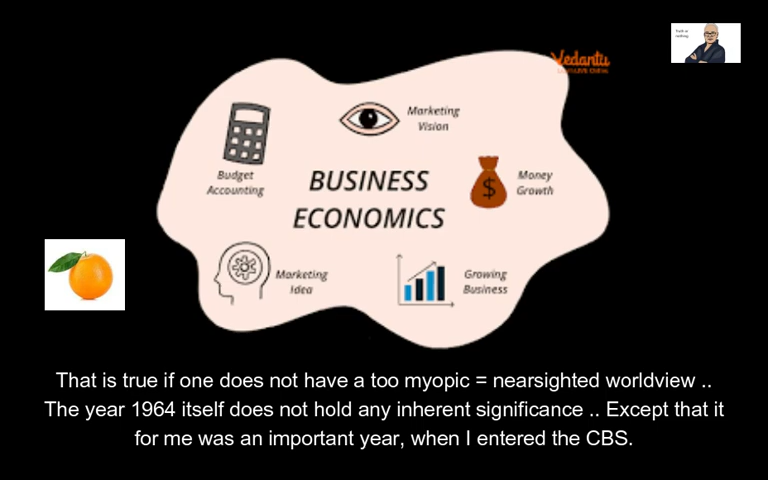 Vedantu
Marketing
Vision
Budget
Accounting
BUSINESS
ECONOMICS
Money
Growth
$
Marketing
Idea
Growing
Business
That is true if one does not have a too myopic = nearsighted worldview ..
The year 1964 itself does not hold any inherent significance .. Except that it
for me was an important year, when I entered the CBS.